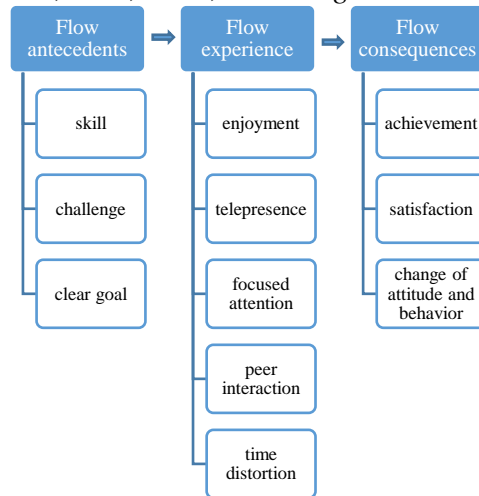 Flow
antecedents
skill
challenge
clear goal
Flow
experience
enjoyment
telepresence
focused
attention
peer
interaction
time
distortion
Flow
consequences
achievement
satisfaction
change of
attitude and
behavior